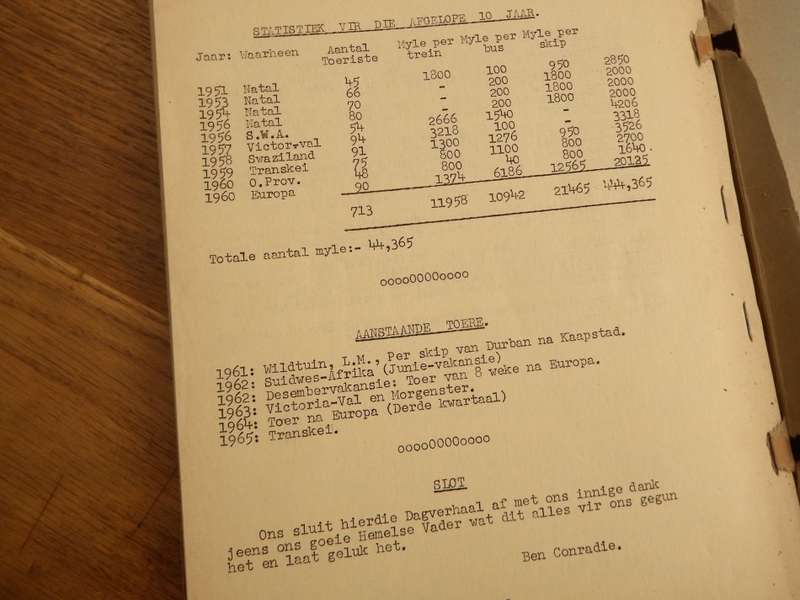 STATISTIEK VIR DIE AFGELOPE 10 JAAR.
Jaar: Waarheen Aantal Toeriste Myle per trein Myle per bus Myle per skip
1951 Natal 45 1800 100 950 2850
1953 Natal 66 - 200 1800 2000
1954 Natal 70 - 200 1800 2000
1956 Natal 80 - 200 1800 2000
1956 S.W.A. 54 2666 1540 - 4206
1957 Victor.val 94 3218 100 3318
1958 Swaziland 91 1300 1276 950 3526
1959 Transkei 75 800 1100 800 2700
1960 O.Prov. 48 800 40 800 1640.
1960 Europa 90 1374 6186 12565 20125
713 11958 10942 21465 444,365
Totale aantal myle:- 44,365
oooo0000oooo
AANSTAANDE TOERE.
1961: Wildtuin, L.M., Per skip van Durban na Kaapstad.
1962: Suidwes-Afrika (Junie-vakansie)
1962: Desembervakansie: Toer van 8 weke na Europa.
1963: Victoria-Val en Morgenster.
1964: Toer na Europa (Derde kwartaal)
1965: Transkei.
oooo0000oooo
SLOT
Ons sluit hierdie Dagverhaal af met ons innige dank
jeens ons goeie Hemelse Vader wat dit alles vir ons gegun
het en laat geluk het.
Ben Conradie.